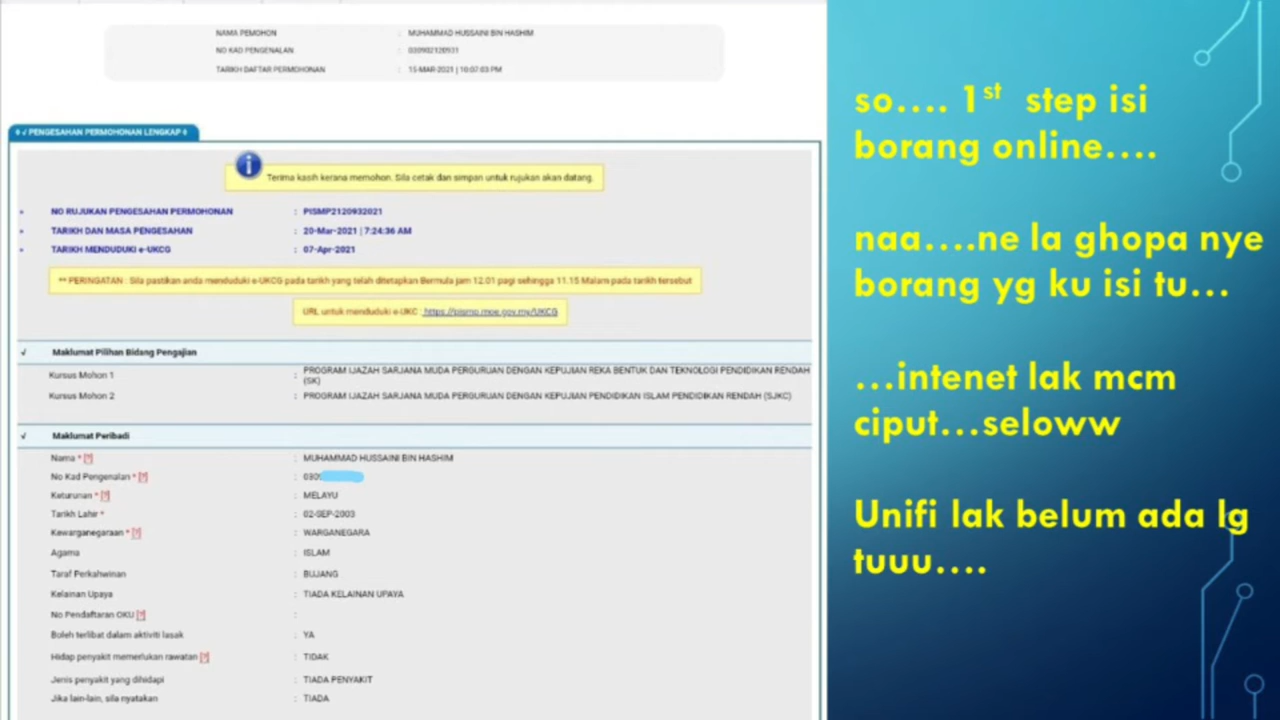 NAMA PEMOHON : MUHAMMAD HUSSAINI BIN HASHIM
NO KAD PENGENALAN : 030902120931
TARIKH DAFTAR PERMOHONAN : 15-MAR-2021 | 10:07:03 PM
PENGESAHAN PERMOHONAN LENGKAP
Terima kasih kerana memohon. Sila cetak dan simpan untuk rujukan akan datang.
NO RUJUKAN PENGESAHAN PERMOHONAN : PISMP2120932021
TARIKH DAN MASA PENGESAHAN : 20-Mar-2021 | 7:24:36 AM
TARIKH MENDUDUKI e-UKCG : 07-Apr-2021
** PERINGATAN : Sila pastikan anda menduduki e-UKCG pada tarikh yang telah ditetapkan Bermula jam 12.01 pagi sehingga 11.15 Malam pada tarikh tersebut
URL untuk menduduki e-UKC : https://pismp.moe.gov.my/UKCG
√ Maklumat Pilihan Bidang Pengajian
Kursus Mohon 1 : PROGRAM IJAZAH SARJANA MUDA PERGURUAN DENGAN KEPUJIAN REKA BENTUK DAN TEKNOLOGI PENDIDIKAN RENDAH
(SK)
Kursus Mohon 2 : PROGRAM IJAZAH SARJANA MUDA PERGURUAN DENGAN KEPUJIAN PENDIDIKAN ISLAM PENDIDIKAN RENDAH (SJKC)
√ Maklumat Peribadi
Nama * [?] : MUHAMMAD HUSSAINI BIN HASHIM
No Kad Pengenalan * [?] : 0309
Keturunan * [?] : MELAYU
Tarikh Lahir * : 02-SEP-2003
Kewarganegaraan * [?] : WARGANEGARA
Agama : ISLAM
Taraf Perkahwinan : BUJANG
Kelainan Upaya : TIADA KELAINAN UPAYA
No Pendaftaran OKU [?] :
Boleh terlibat dalam aktiviti lasak : YA
Hidap penyakit memerlukan rawatan [?] : TIDAK
Jenis penyakit yang dihidapi : TIADA PENYAKIT
Jika lain-lain, sila nyatakan : TIADA
so.... 1st step isi
borang online....
naa....ne la ghopa nye
borang yg ku isi tu...
...intenet lak mcm
ciput...seloww
Unifi lak belum ada lg
tuuu....